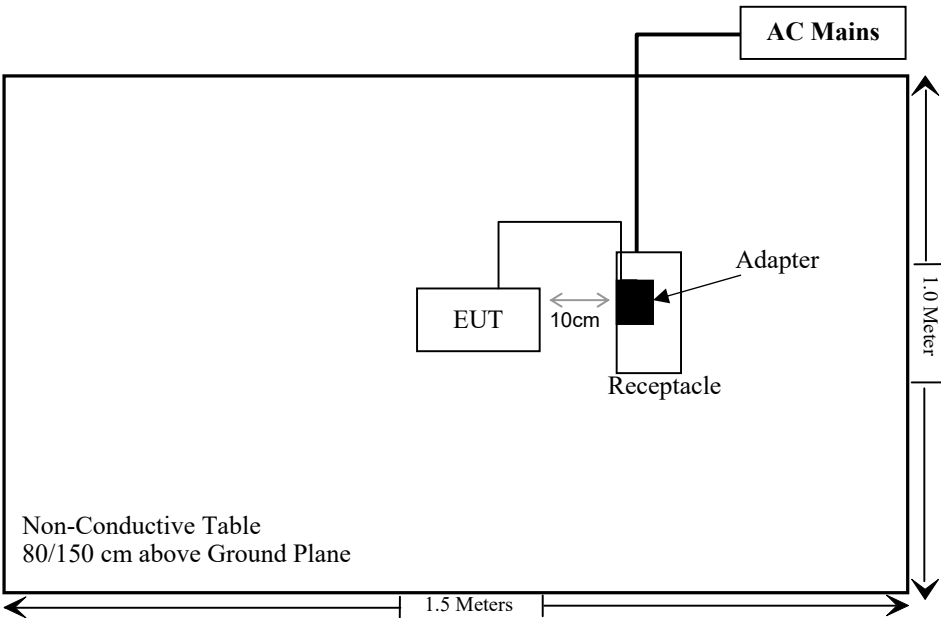 AC Mains
Adapter
EUT
10cm
1.0 Meter
Receptacle
Non-Conductive Table
80/150 cm above Ground Plane
1.5 Meters